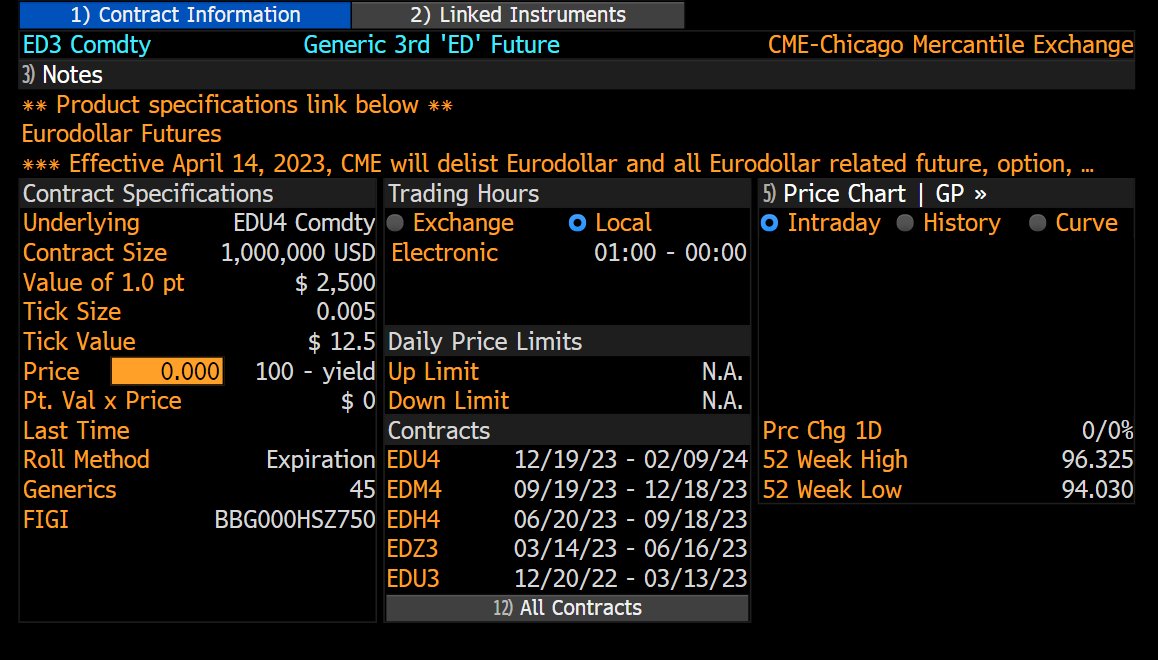 1) Contract Information 2) Linked Instruments
ED3 Comdty Generic 3rd 'ED' Future CME-Chicago Mercantile Exchange
3) Notes
** Product specifications link below **
Eurodollar Futures
*** Effective April 14, 2023, CME will delist Eurodollar and all Eurodollar related future, option, …
Contract Specifications
Underlying EDU4 Comdty
Contract Size 1,000,000 USD
Value of 1.0 pt $ 2,500
Tick Size 0.005
Tick Value $ 12.5
Price 0.000 100 - yield
Pt. Val x Price $ 0
Last Time
Roll Method Expiration
Generics 45
FIGI BBG000HSZ750
Trading Hours
Exchange Local
Electronic 01:00 - 00:00
Daily Price Limits
Up Limit N.A.
Down Limit N.A.
Contracts
EDU4 12/19/23 - 02/09/24
EDM4 09/19/23 - 12/18/23
EDH4 06/20/23 - 09/18/23
EDZ3 03/14/23 - 06/16/23
EDU3 12/20/22 - 03/13/23
12) All Contracts
5) Price Chart | GP »
Intraday History Curve
Prc Chg 1D 0/0%
52 Week High 96.325
52 Week Low 94.030